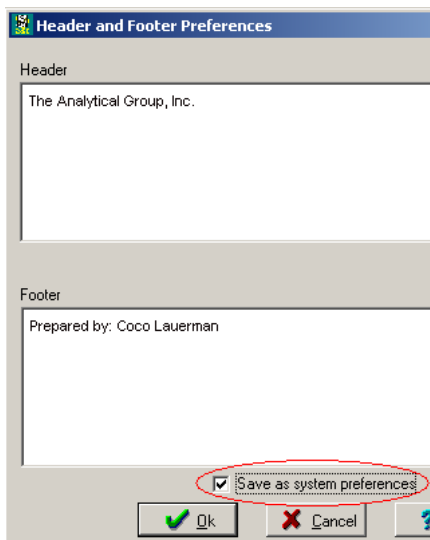 Header and Footer Preferences
Header
The Analytical Group, Inc.
Footer
Prepared by: Coco Lauerman
Save as system preferences
Ok
Cancel
?